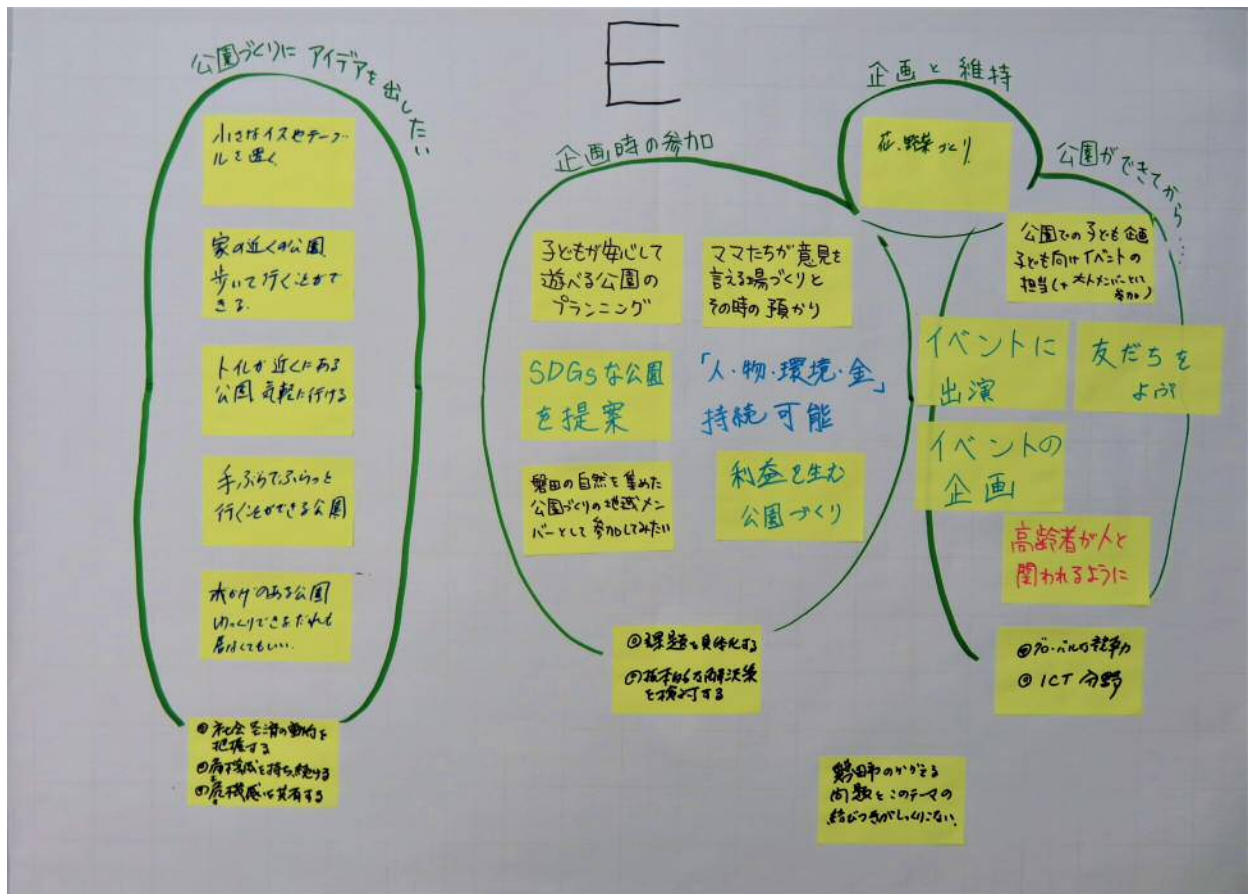 E
公園づくりに アイデアを出したい
小さなイスやテーブ
ルを置く
家の近くの公園
歩いて行くことがで
きる.
トイレが近くにある
公園 気軽に行ける
手ぶらでふらっと
行くことができる公園
木かげのある公園
ゆっくりできる だれも
居なくてもいい.
社会経済の動向を
把握する
危機感を持ち続ける
危機感を共有する
企画時の参加
子どもが安心して
遊べる公園の
プランニング
ママたちが意見を
言える場づくりと
その時の預かり
SDGsな公園
を提案
「人・物・環境・金」
持続可能
磐田の自然を集めた
公園づくりの地域メン
バーとして参加してみたい
利益を生む
公園づくり
課題を具体化する
抜本的な解決策
を検討する
企画と維持
花・野菜づくり
公園ができてから……
公園での子ども企画
子ども向けイベントの
担当(+大人メンバーとして
参加)
イベントに
出演
友だちを
よぶ
イベントの
企画
高齢者が人と
関われるように
グローバルな競争力
ICT分野
磐田市のかかえる
問題とこのテーマの
結びつきがしっくりこない.